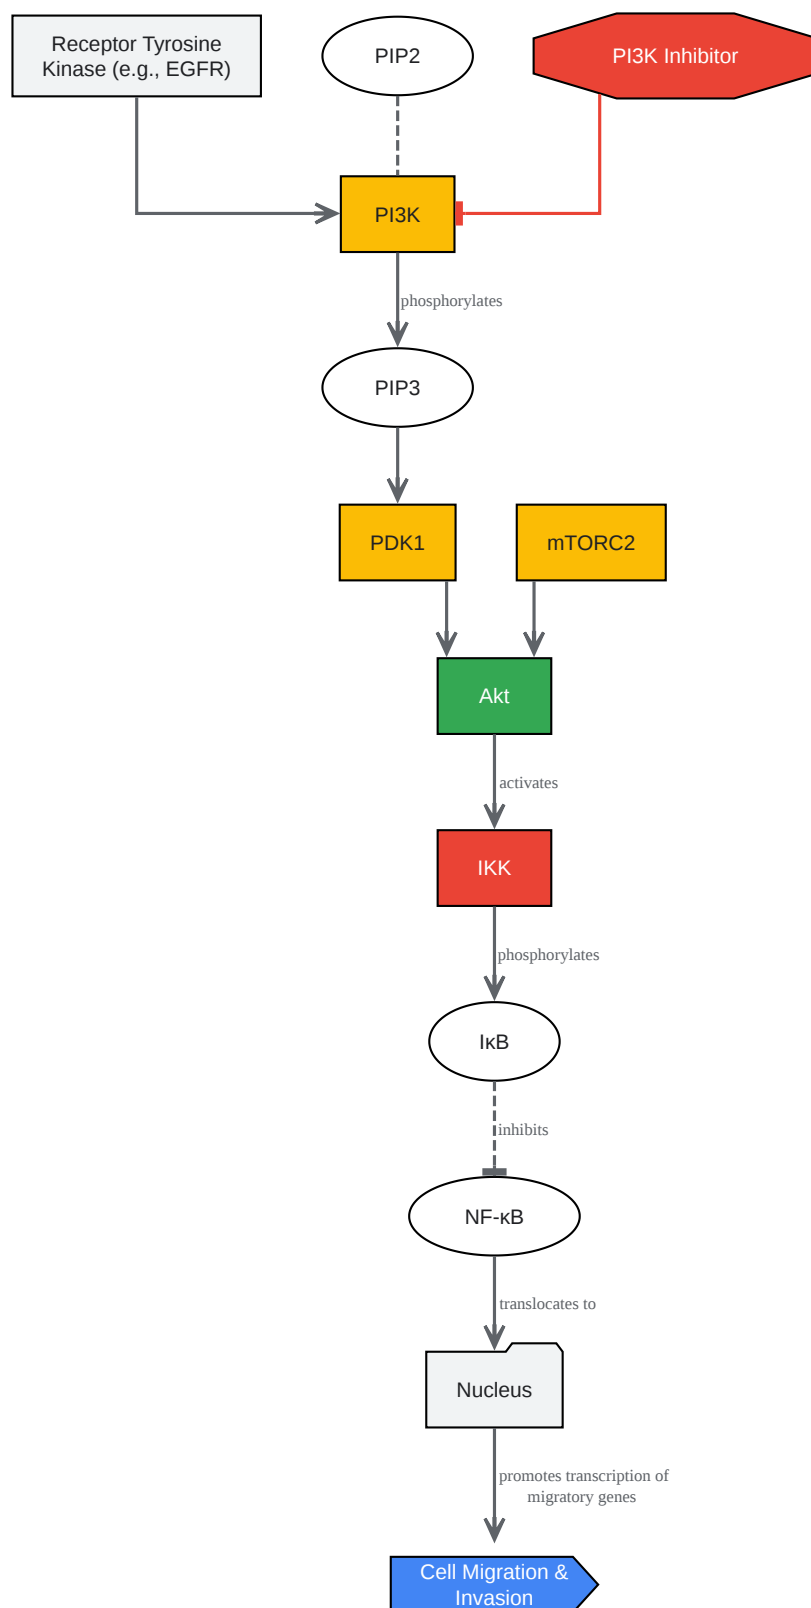 Receptor Tyrosine
Kinase (e.g., EGFR)
PIP2
PI3K Inhibitor
PI3K
phosphorylates
PIP3
PDK1
mTORC2
Akt
activates
IKK
phosphorylates
IκB
inhibits
NF-κB
translocates to
Nucleus
promotes transcription of
migratory genes
Cell Migration &
Invasion